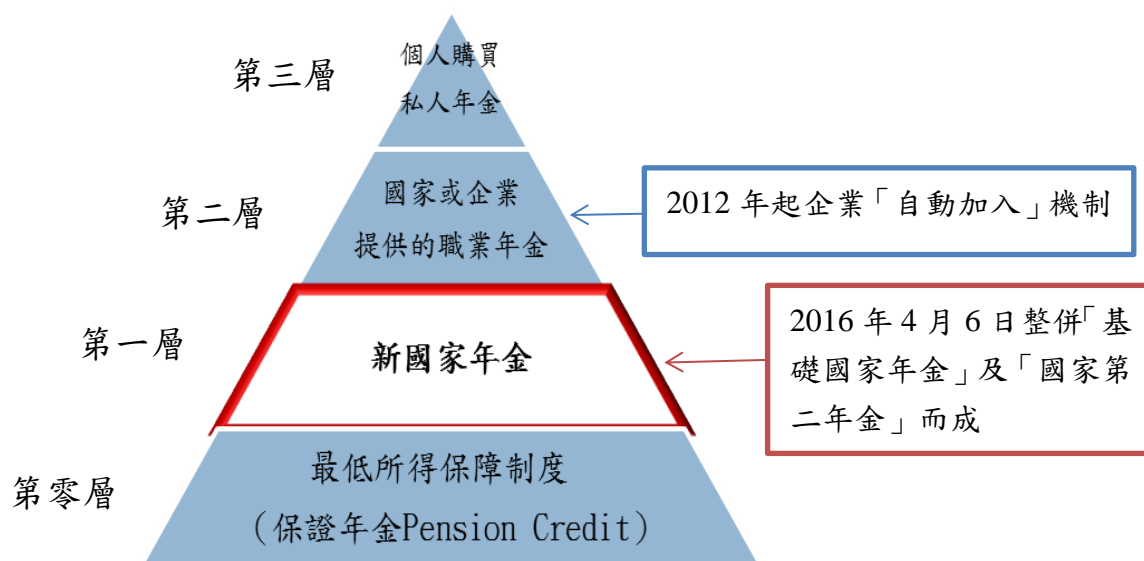 第三層
個人購買
私人年金
第二層
國家或企業
提供的職業年金
2012 年起企業「自動加入」機制
第一層
新國家年金
2016 年 4 月 6 日整併「基
礎國家年金」及「國家第
二年金」而成
第零層
最低所得保障制度
(保證年金Pension Credit)